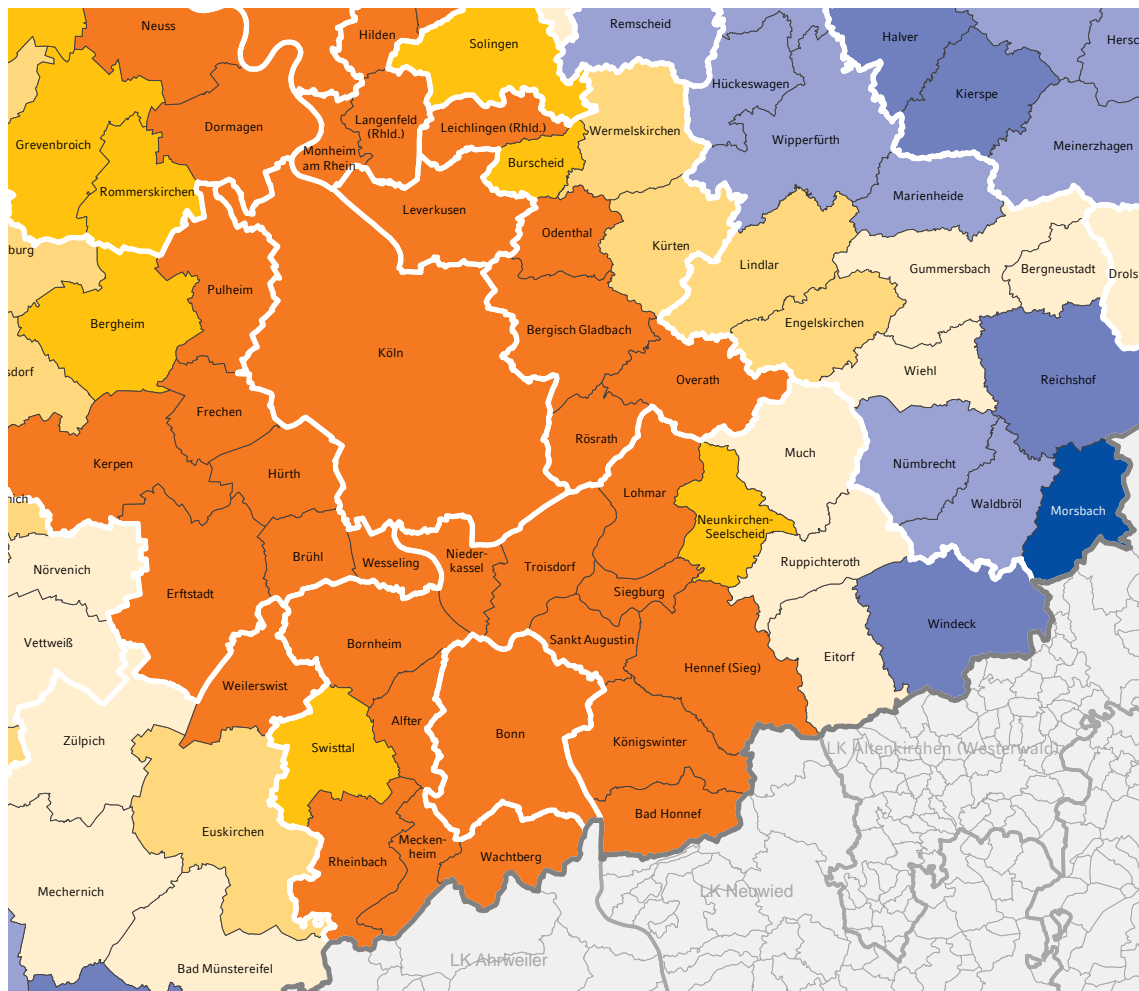 Neuss
Hilden
Solingen
Remscheid
Halver
Hersc
Hückeswagen
Kierspe
Dormagen
Langenfeld
(Rhld.)
Leichlingen (Rhld.)
Wermelskirchen
Wipperfürth
Meinerzhagen
Grevenbroich
Monheim
am Rhein
Burscheid
Rommerskirchen
Leverkusen
Marienheide
Odenthal
Kürten
burg
Lindlar
Gummersbach
Bergneustadt
Drols
Pulheim
Bergheim
Bergisch Gladbach
Engelskirchen
Köln
sdorf
Overath
Wiehl
Reichshof
Frechen
Rösrath
Much
Kerpen
Hürth
Nümbrecht
Lohmar
nich
Waldbröl
Morsbach
Neunkirchen-
Seelscheid
Brühl
Wesseling
Nieder-
kassel
Troisdorf
Ruppichteroth
Nörvenich
Erftstadt
Siegburg
Windeck
Vettweiß
Bornheim
Sankt Augustin
Bonn
Hennef (Sieg)
Eitorf
Weilerswist
Alfter
Zülpich
Swisttal
Königswinter
LK Altenkirchen (Westerwald)
Euskirchen
Bad Honnef
Mecken-
heim
Rheinbach
Wachtberg
Mechernich
LK Neuwied
LK Ahrweiler
Bad Münstereifel